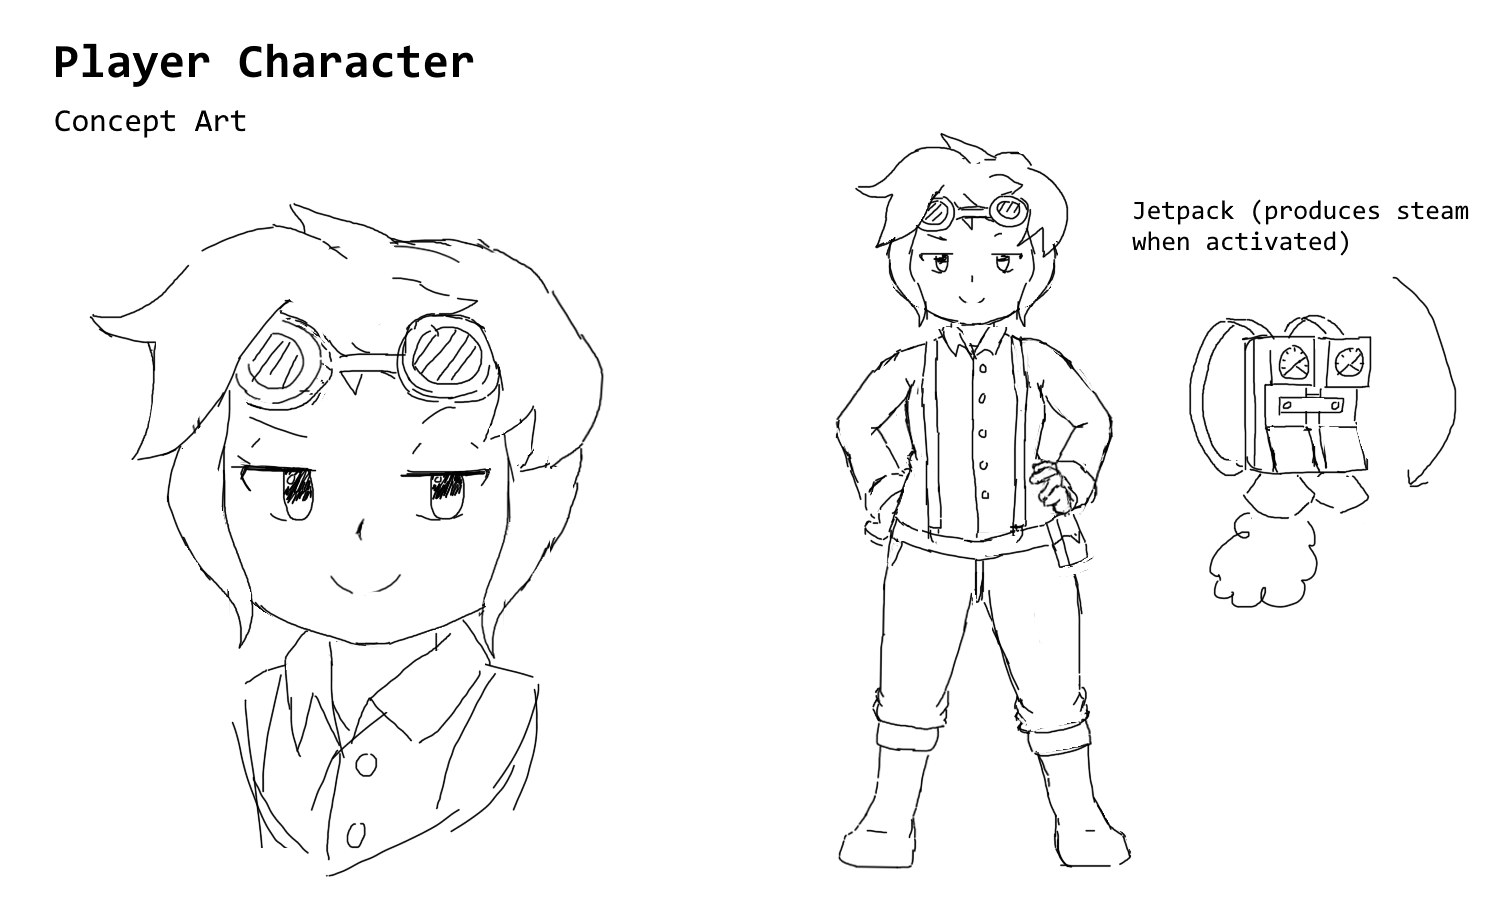 Player Character
Concept Art
Jetpack (produces steam
when activated)